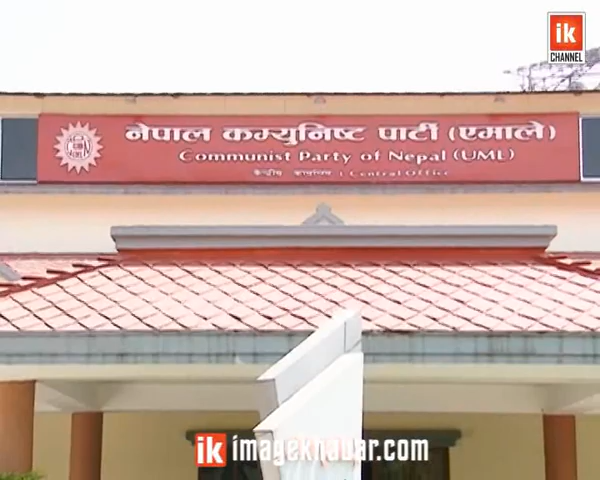 ik
CHANNEL
नेपाल कम्युनिष्ट पार्टी (एमाले)
Communist Party of Nepal (UML)
केन्द्रीय कार्यालय । Central Office
ik imagekhabar.com